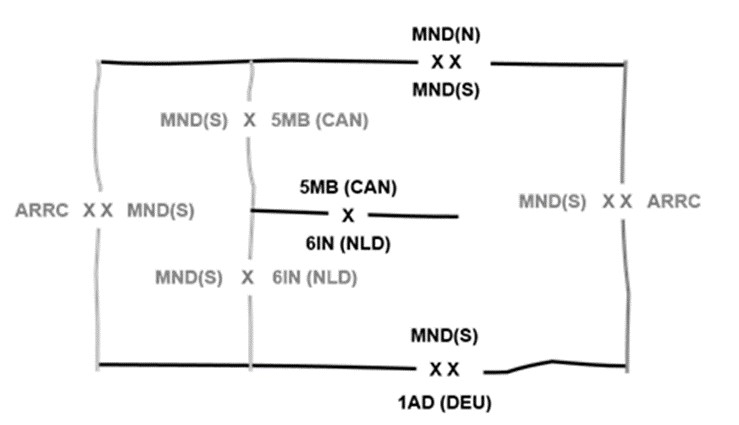 MND(N)
X X
MND(S)
MND(S) X 5MB (CAN)
5MB (CAN)
X
6IN (NLD)
ARRC X X MND(S)
MND(S) X X ARRC
MND(S) X 6IN (NLD)
MND(S)
X X
1AD (DEU)